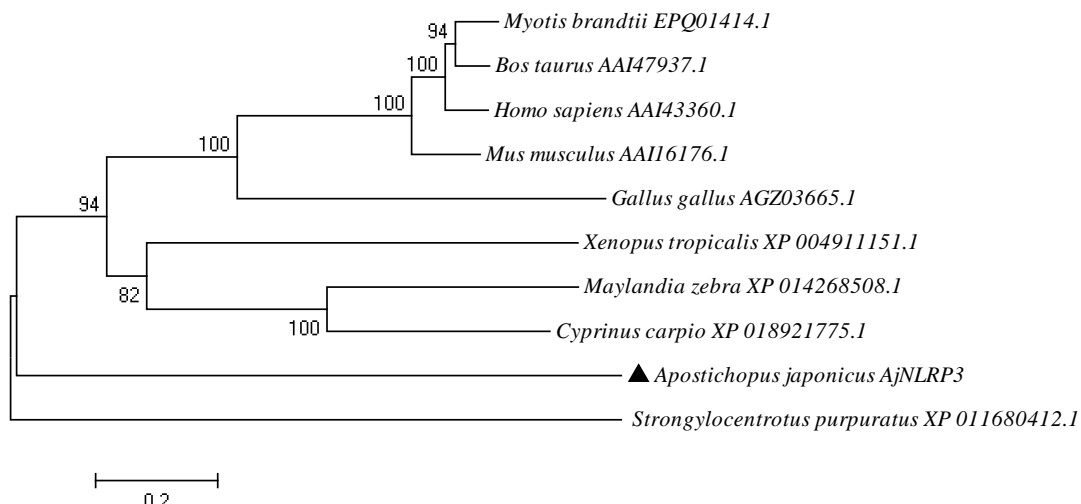 Myotis brandtii EPQ01414.1
94
Bos taurus AAI47937.1
100
Homo sapiens AAI43360.1
100
Mus musculus AAI16176.1
100
Gallus gallus AGZ03665.1
94
Xenopus tropicalis XP 004911151.1
82
Maylandia zebra XP 014268508.1
100
Cyprinus carpio XP 018921775.1
Apostichopus japonicus AjNLRP3
Strongylocentrotus purpuratus XP 011680412.1
0.2